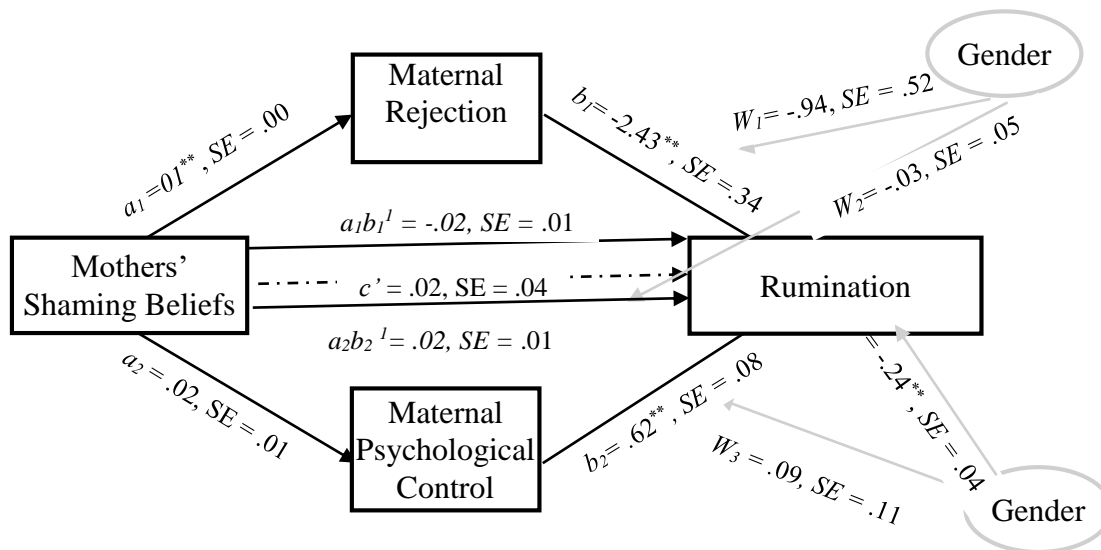 Gender
Maternal
Rejection
a₁ =01**, SE = .00
b₁= -2.43**, SE =.34
W₁= -.94, SE = .52
W₂= -.03, SE = .05
Mothers’
Shaming Beliefs
a₁b₁¹ = -.02, SE = .01
c’ = .02, SE = .04
a₂b₂ ¹= .02, SE = .01
Rumination
a₂ = .02, SE = .01
Maternal
Psychological
Control
b₂= .62**, SE = .08
= -.24**, SE = .04
W₃ = .09, SE = .11
Gender